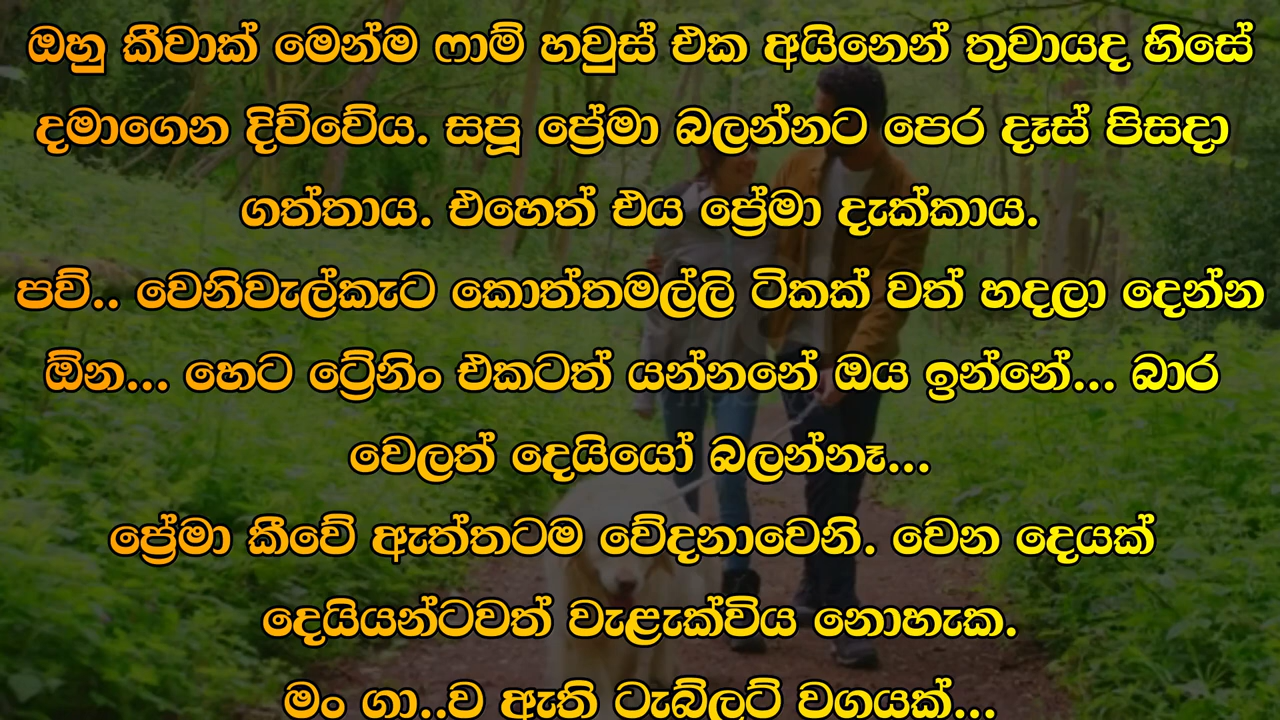 ඔහු කීවාක් මෙන්ම ෆාම් හවුස් එක අයිනෙන් තුවායද හිසේ
දමාගෙන දිව්වේය. සපූ ප්‍රේමා බලන්නට පෙර දෑස් පිසදා
ගත්තාය. එහෙත් එය ප්‍රේමා දැක්කාය.
පව්.. වෙනිවැල්කැට කොත්තමල්ලි ටිකක් වත් හදලා දෙන්න
ඕන... හෙට ට්‍රේනිං එකටත් යන්නනේ ඔය ඉන්නේ... බාර
වෙලත් දෙයියෝ බලන්නෑ...
ප්‍රේමා කීවේ ඇත්තටම වේදනාවෙනි. වෙන දෙයක්
දෙයියන්ටවත් වැළැක්විය නොහැක.
මං ගා..ව ඇති ටැබ්ලට් වගයක්...